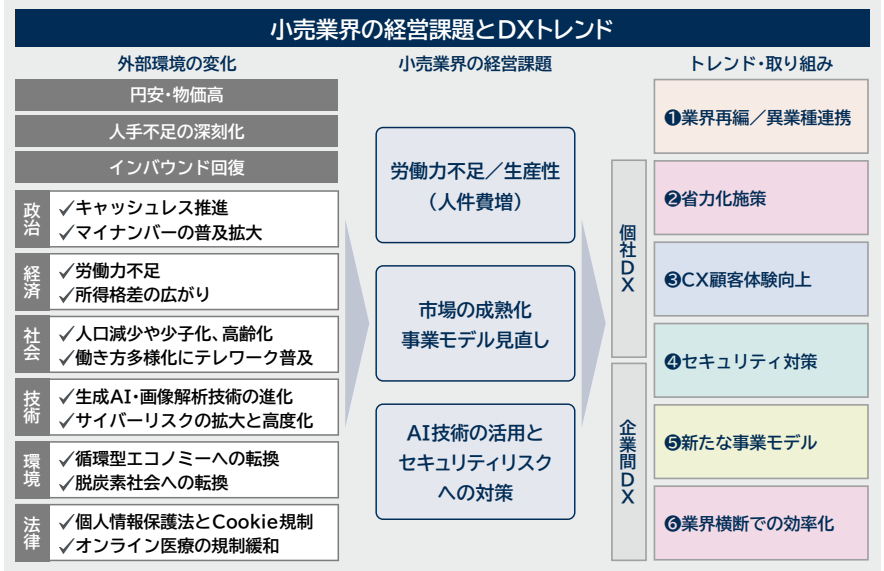 小売業界の経営課題とDXトレンド
外部環境の変化
円安・物価高
人手不足の深刻化
インバウンド回復
政治
✓キャッシュレス推進
✓マイナンバーの普及拡大
経済
✓労働力不足
✓所得格差の広がり
社会
✓人口減少や少子化、高齢化
✓働き方多様化にテレワーク普及
技術
✓生成AI・画像解析技術の進化
✓サイバーリスクの拡大と高度化
環境
✓循環型エコノミーへの転換
✓脱炭素社会への転換
法律
✓個人情報保護法とCookie規制
✓オンライン医療の規制緩和
小売業界の経営課題
労働力不足／生産性
（人件費増）
市場の成熟化
事業モデル見直し
AI技術の活用と
セキュリティリスク
への対策
トレンド・取り組み
個社DX
企業間DX
❶業界再編／異業種連携
❷省力化施策
❸CX顧客体験向上
❹セキュリティ対策
❺新たな事業モデル
❻業界横断での効率化